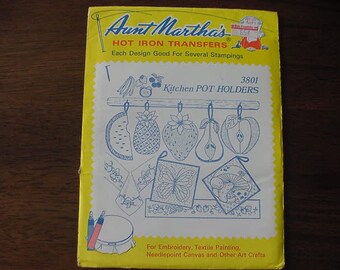 Aunt Martha's
HOT IRON TRANSFERS
Each Design Good For Several Stampings
3801
Kitchen POT HOLDERS
For Embroidery, Textile Painting,
Needlepoint Canvas and Other Art Crafts